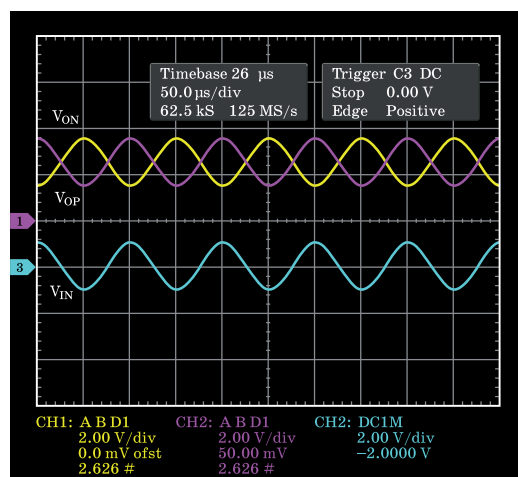 Timebase 26 μs
50.0 μs/div
62.5 kS 125 MS/s
Trigger C3 DC
Stop 0.00 V
Edge Positive
VON
VOP
1
3
VIN
CH1: A B D1
2.00 V/div
0.0 mV ofst
2.626 #
CH2: A B D1
2.00 V/div
50.00 mV
2.626 #
CH2: DC1M
2.00 V/div
−2.0000 V